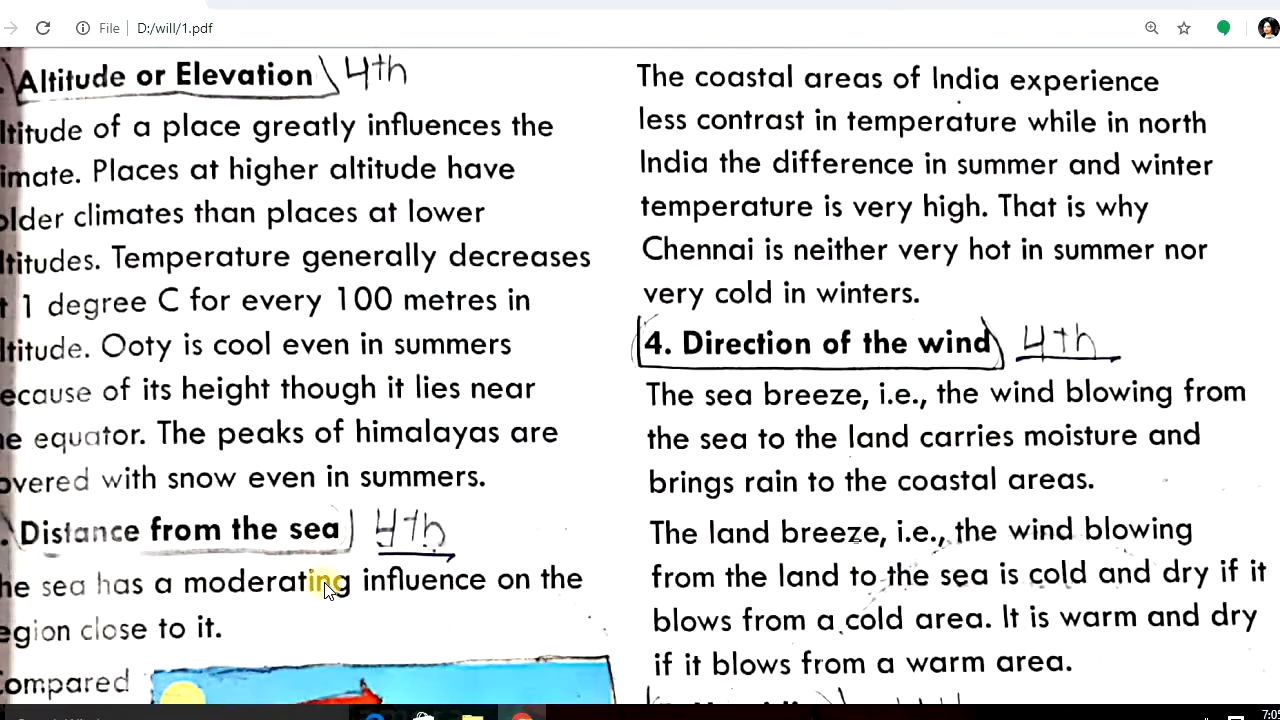 File D:/will/1.pdf
Altitude or Elevation 4th
ltitude of a place greatly influences the
imate. Places at higher altitude have
older climates than places at lower
ltitudes. Temperature generally decreases
t 1 degree C for every 100 metres in
ltitude. Ooty is cool even in summers
ecause of its height though it lies near
e equator. The peaks of himalayas are
overed with snow even in summers.
. Distance from the sea 4th
he sea has a moderating influence on the
egion close to it.
Compared
The coastal areas of India experience
less contrast in temperature while in north
India the difference in summer and winter
temperature is very high. That is why
Chennai is neither very hot in summer nor
very cold in winters.
4. Direction of the wind 4th
The sea breeze, i.e., the wind blowing from
the sea to the land carries moisture and
brings rain to the coastal areas.
The land breeze, i.e., the wind blowing
from the land to the sea is cold and dry if it
blows from a cold area. It is warm and dry
if it blows from a warm area.